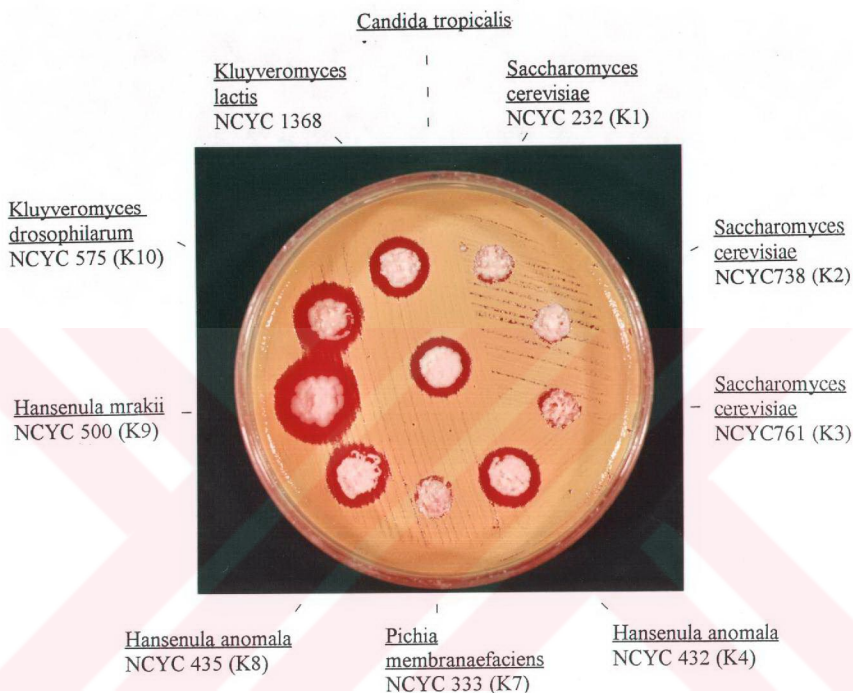 Candida tropicalis
Kluyveromyces
lactis
NCYC 1368
Saccharomyces
cerevisiae
NCYC 232 (K1)
Kluyveromyces
drosophilarum
NCYC 575 (K10)
Saccharomyces
cerevisiae
NCYC738 (K2)
Hansenula mrakii
NCYC 500 (K9)
Saccharomyces
cerevisiae
NCYC761 (K3)
Hansenula anomala
NCYC 435 (K8)
Pichia
membranaefaciens
NCYC 333 (K7)
Hansenula anomala
NCYC 432 (K4)